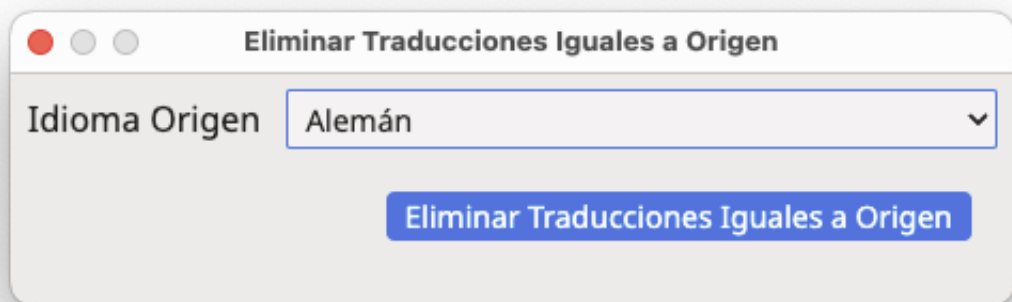 Eliminar Traducciones Iguales a Origen
Idioma Origen Alemán
Eliminar Traducciones Iguales a Origen